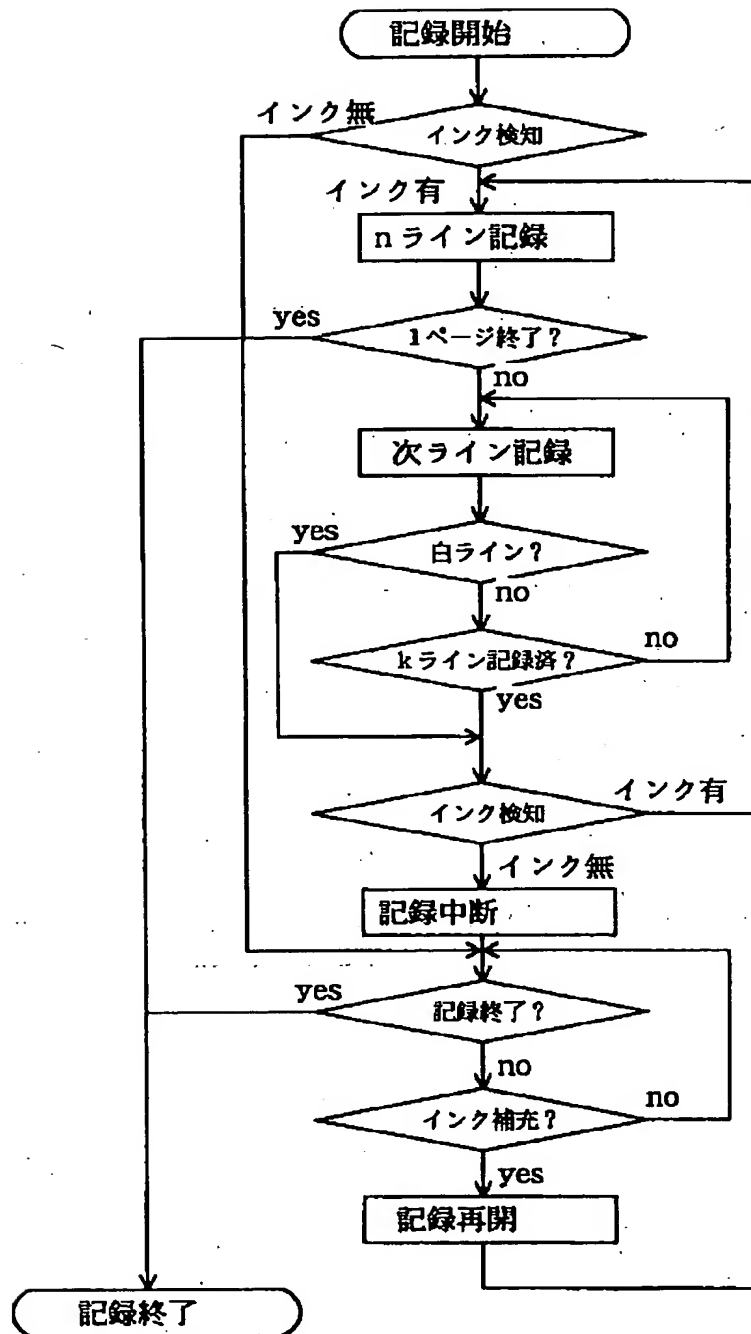 記録開始
インク無
インク検知
インク有
nライン記録
yes
1ページ終了?
no
次ライン記録
yes
白ライン?
no
kライン記録済?
no
yes
インク検知
インク有
インク無
記録中断
yes
記録終了?
no
インク補充?
no
yes
記録再開
記録終了